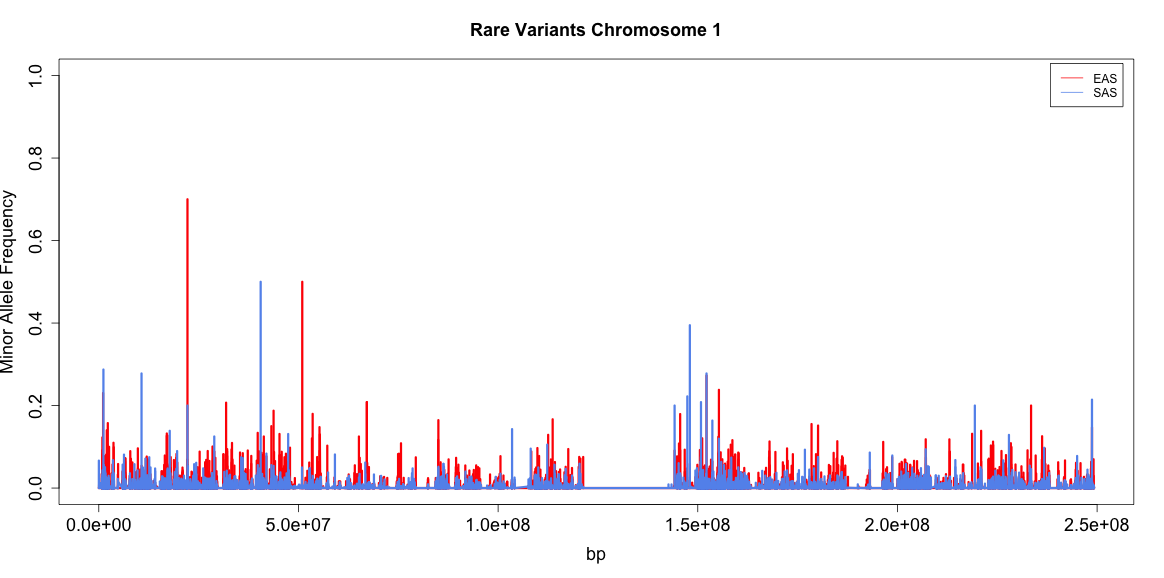 Rare Variants Chromosome 1
EAS
SAS
Minor Allele Frequency
1.0
0.8
0.6
0.4
0.2
0.0
0.0e+00 5.0e+07 1.0e+08 1.5e+08 2.0e+08 2.5e+08
bp